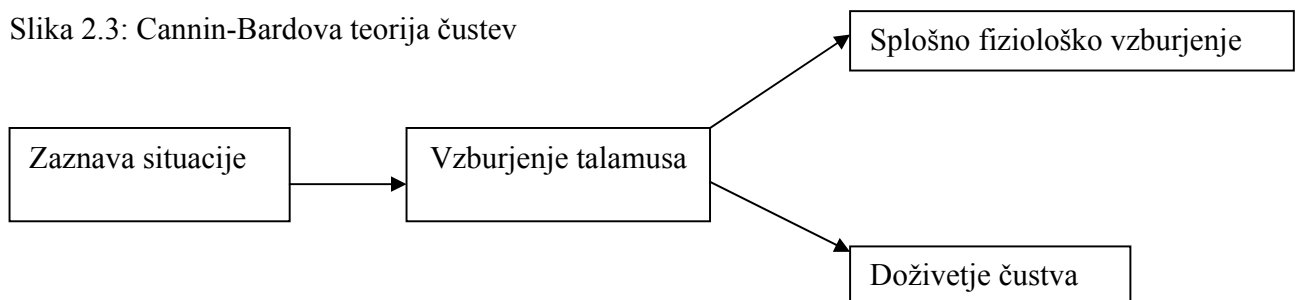 Slika 2.3: Cannin-Bardova teorija čustev
Splošno fiziološko vzburjenje
Zaznava situacije
Vzburjenje talamusa
Doživetje čustva